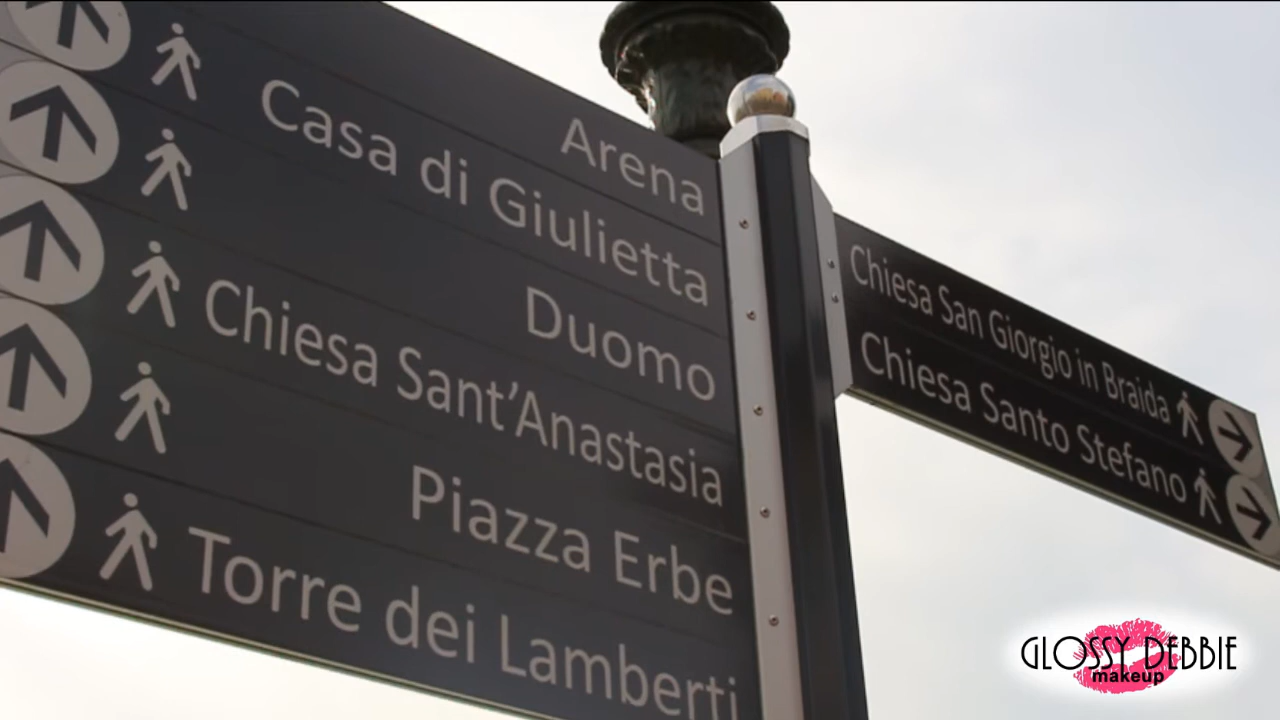 Arena
Casa di Giulietta
Duomo
Chiesa Sant'Anastasia
Piazza Erbe
Torre dei Lamberti
Chiesa San Giorgio in Braida
Chiesa Santo Stefano
GLOSSY DEBBIE
makeup